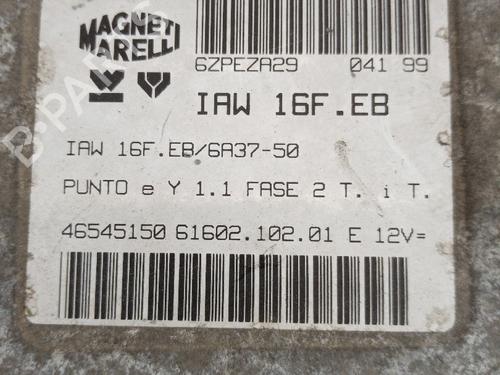 MAGNETI
MARELLI
6ZPEZA29 041 99
IAW 16F.EB
IAW 16F.EB/6A37-50
PUNTO e Y 1.1 FASE 2 T. i T.
46545150 61602.102.01 E 12V=
B-PARTS